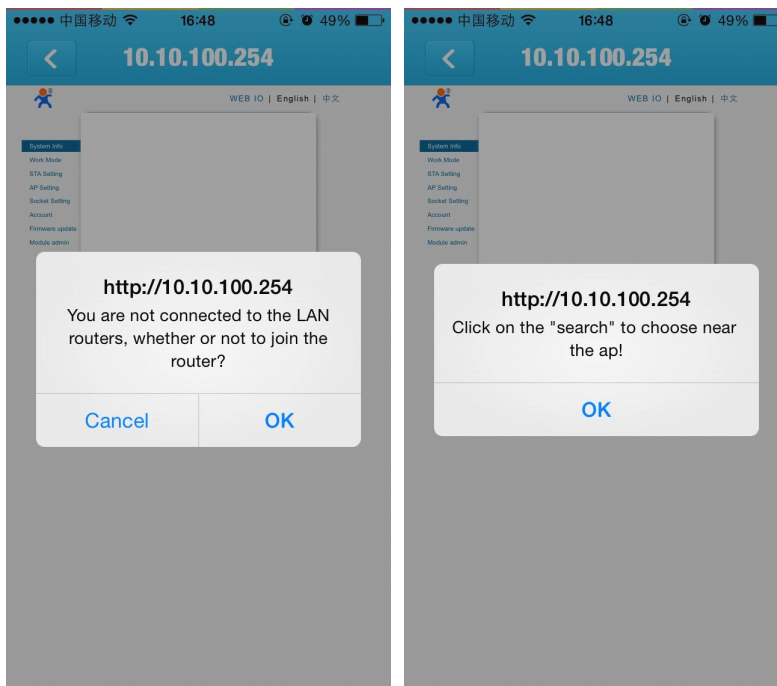 中国移动 16:48 49%
10.10.100.254
WEB IO | English | 中文
System Info
Work Mode
STA Setting
AP Setting
Socket Setting
Account
Firmware update
Module admin
http://10.10.100.254
You are not connected to the LAN
routers, whether or not to join the
router?
Cancel OK
中国移动 16:48 49%
10.10.100.254
WEB IO | English | 中文
System Info
Work Mode
STA Setting
AP Setting
Socket Setting
Account
Firmware update
Module admin
http://10.10.100.254
Click on the "search" to choose near
the ap!
OK